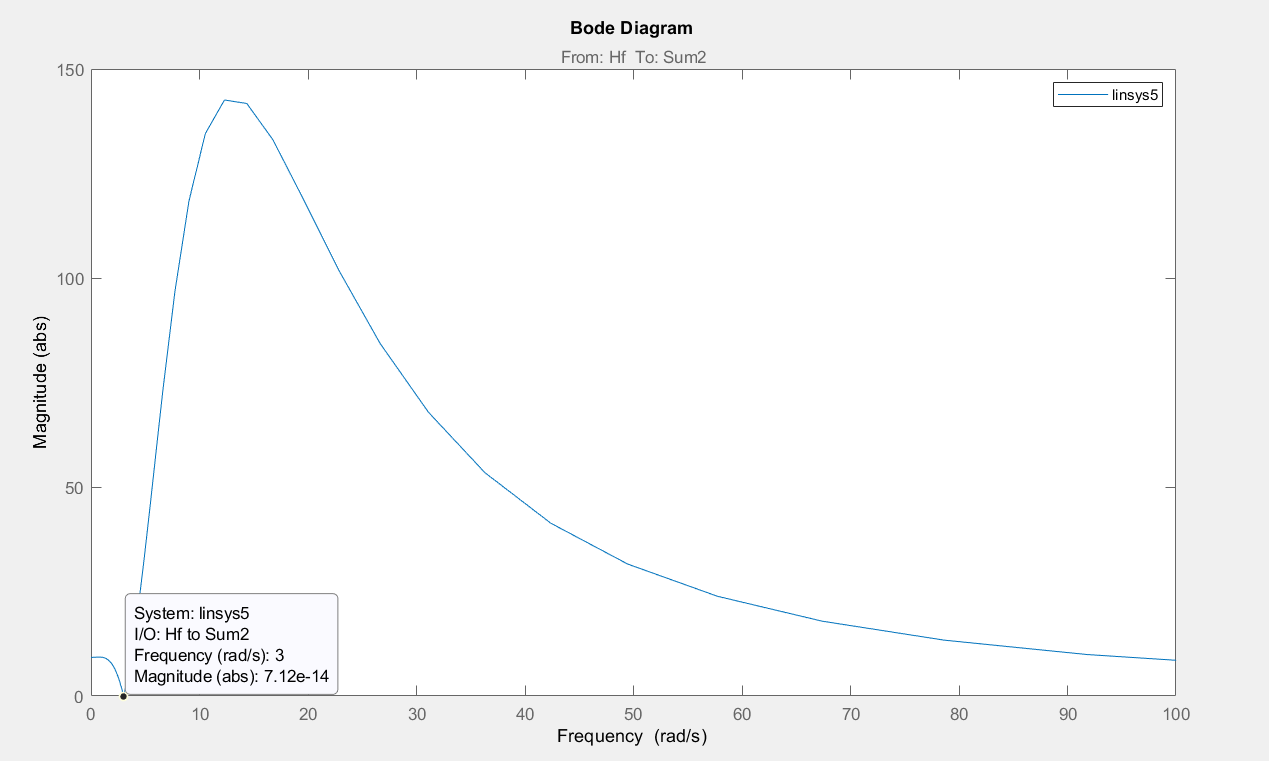 Bode Diagram
From: Hf  To: Sum2
linsys5
150
100
50
0
Magnitude (abs)
System: linsys5
I/O: Hf to Sum2
Frequency (rad/s): 3
Magnitude (abs): 7.12e-14
0 10 20 30 40 50 60 70 80 90 100
Frequency  (rad/s)